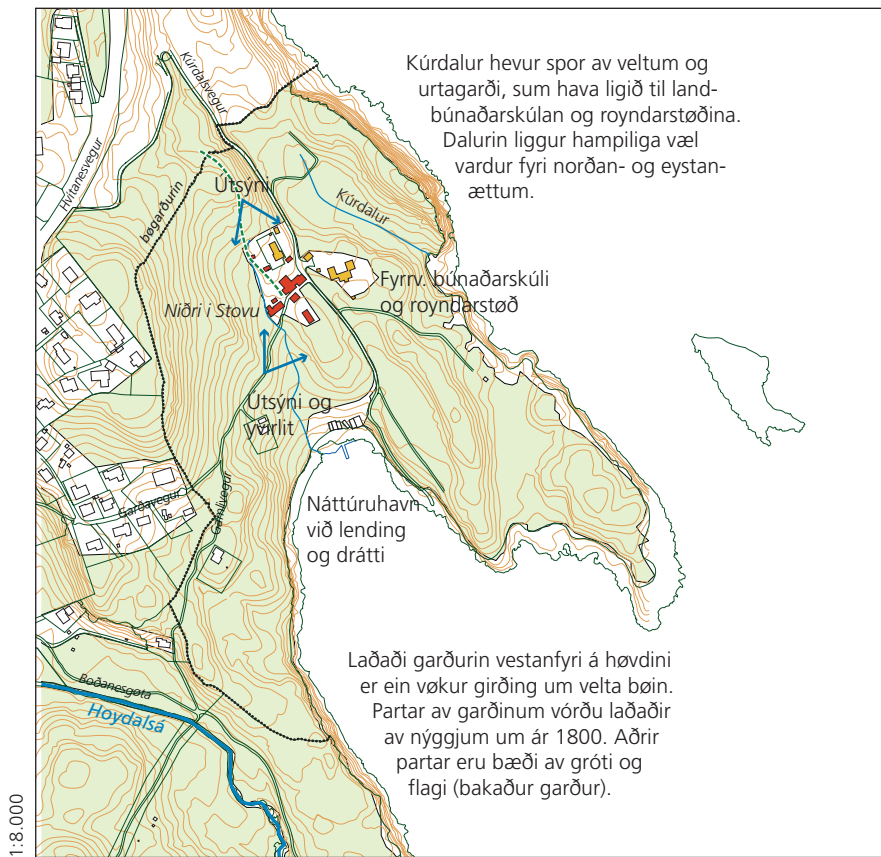 Kúrdalur hevur spor av veltum og
urtagarði, sum hava ligið til land-
búnaðarskúlan og royndarstøðina.
Dalurin liggur hampiliga væl
vardur fyri norðan- og eystan-
ættum.
Kúrdalsvegur
Hvítanesvegur
bøgarðurin
Útsýni
Kúrdalur
Fyrrv. búnaðarskúli
og royndarstøð
Niðri i Stovu
Útsýni og
yvirlit
Garðavegur
Gamlivegur
Náttúruhavn
við lending
og drátti
Laðaði garðurin vestanfyri á høvdini
er ein vøkur girðing um velta bøin.
Partar av garðinum vórðu laðaðir
av nýggjum um ár 1800. Aðrir
partar eru bæði av gróti og
flagi (bakaður garður).
Boðanesgøta
Hoydalsá
1:8.000